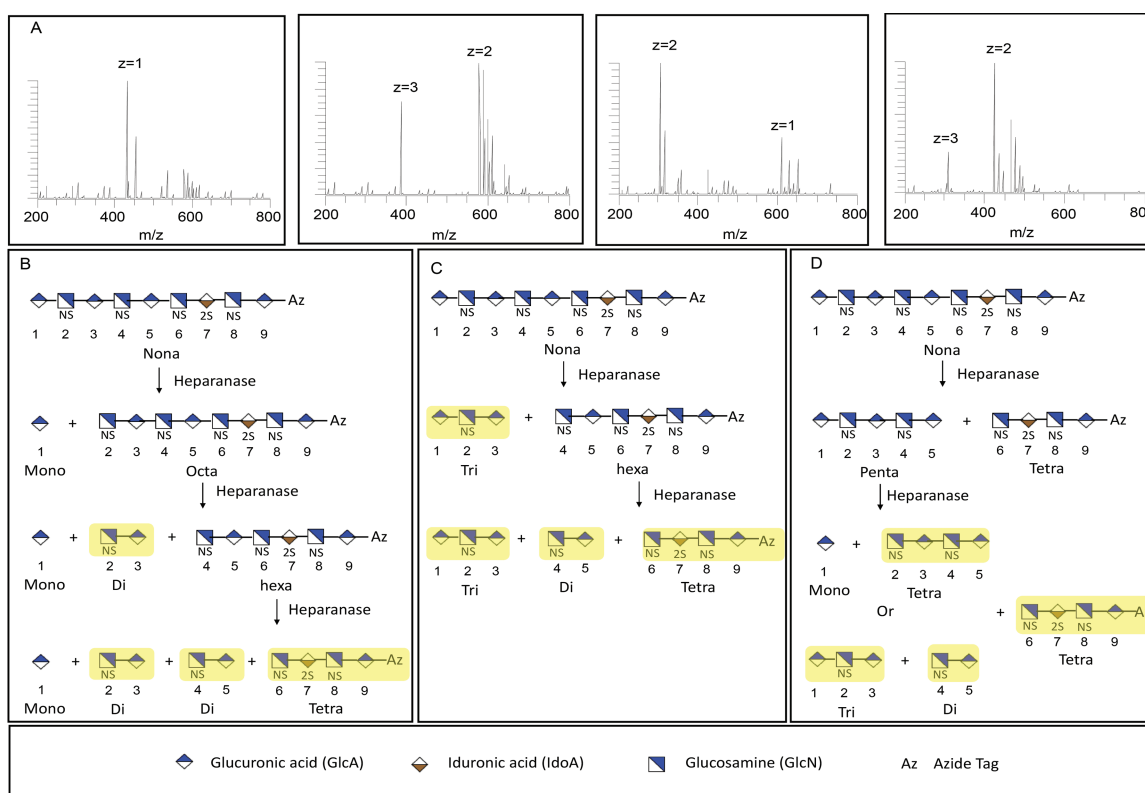 A
z=1
200 400 600 800
m/z
z=3 z=2
200 400 600 800
m/z
z=2 z=1
200 400 600 800
m/z
z=3 z=2
200 400 600 800
m/z
B
Az
NS NS NS 2S NS
1 2 3 4 5 6 7 8 9
Nona
Heparanase
+ Az
NS NS NS 2S NS
1 2 3 4 5 6 7 8 9
Mono Octa
Heparanase
+ + Az
NS NS NS 2S NS
1 2 3 4 5 6 7 8 9
Mono Di hexa
Heparanase
+ + + Az
NS NS NS 2S NS
1 2 3 4 5 6 7 8 9
Mono Di Di Tetra
C
Az
NS NS NS 2S NS
1 2 3 4 5 6 7 8 9
Nona
Heparanase
+ Az
NS NS NS 2S NS
1 2 3 4 5 6 7 8 9
Tri hexa
Heparanase
+ + Az
NS NS NS 2S NS
1 2 3 4 5 6 7 8 9
Tri Di Tetra
D
Az
NS NS NS 2S NS
1 2 3 4 5 6 7 8 9
Nona
Heparanase
+ Az
NS NS NS 2S NS
1 2 3 4 5 6 7 8 9
Penta Tetra
Heparanase
+
NS NS
1 2 3 4 5
Mono Tetra
Or
+ A
NS 2S NS
6 7 8 9
Tetra
+
NS NS
1 2 3 4 5
Tri Di
Glucuronic acid (GlcA) Iduronic acid (IdoA) Glucosamine (GlcN) Az Azide Tag